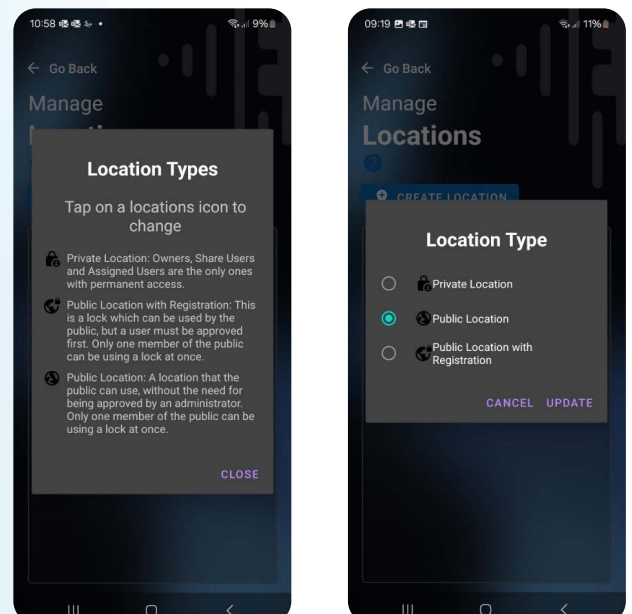 10:58
9%
Go Back
Manage
Location Types
Tap on a locations icon to
change
Private Location: Owners, Share Users
and Assigned Users are the only ones
with permanent access.
Public Location with Registration: This
is a lock which can be used by the
public, but a user must be approved
first. Only one member of the public
can be using a lock at once.
Public Location: A location that the
public can use, without the need for
being approved by an administrator.
Only one member of the public can be
using a lock at once.
CLOSE
09:19
11%
Go Back
Manage
Locations
CREATE LOCATION
Location Type
Private Location
Public Location
Public Location with
Registration
CANCEL UPDATE